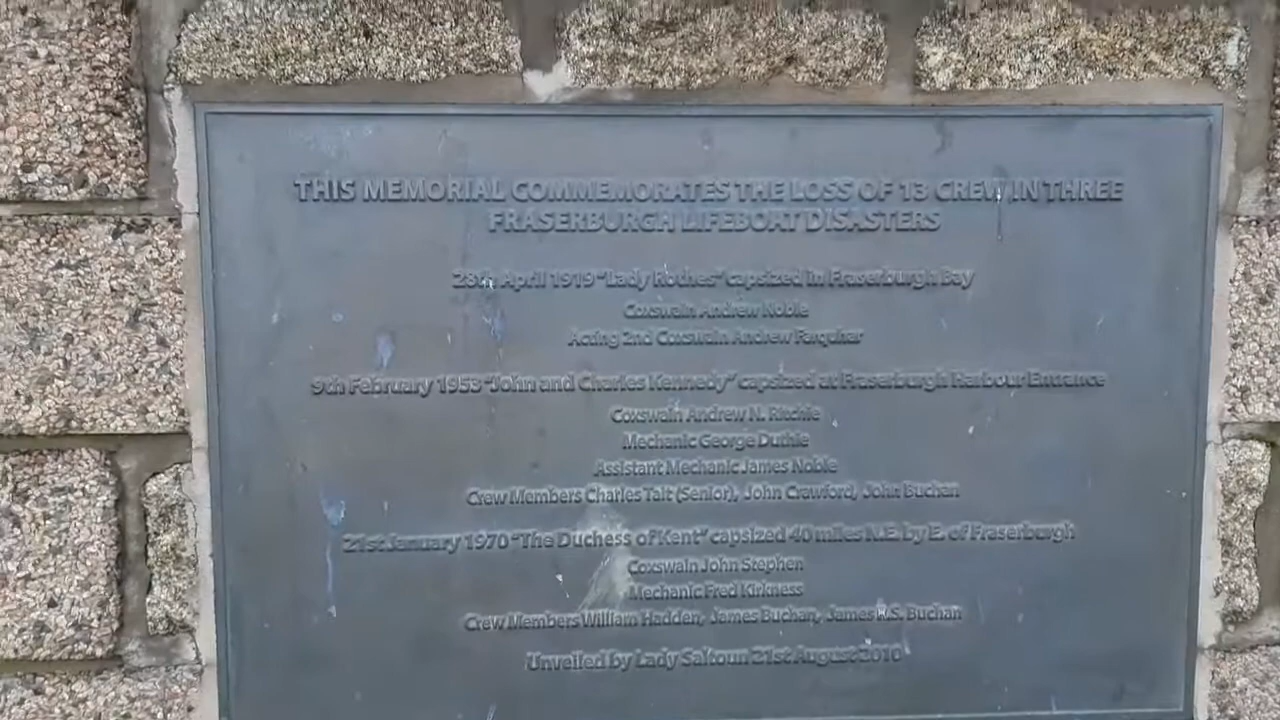 THIS MEMORIAL COMMEMORATES THE LOSS OF 13 CREW IN THREE
FRASERBURGH LIFEBOAT DISASTERS
28th April 1919 "Lady Rothes" capsized in Fraserburgh Bay
Coxswain Andrew Noble
Acting 2nd Coxswain Andrew Farquhar
9th February 1953 "John and Charles Kennedy" capsized at Fraserburgh Harbour Entrance
Coxswain Andrew N. Ritchie
Mechanic George Duthie
Assistant Mechanic James Noble
Crew Members Charles Tait (Senior), John Crawford, John Buchan
21st January 1970 "The Duchess of Kent" capsized 40 miles N.E. by E. of Fraserburgh
Coxswain John Stephen
Mechanic Fred Kirkness
Crew Members William Hadden, James Buchan, James R.S. Buchan
Unveiled by Lady Saltoun 21st August 2010